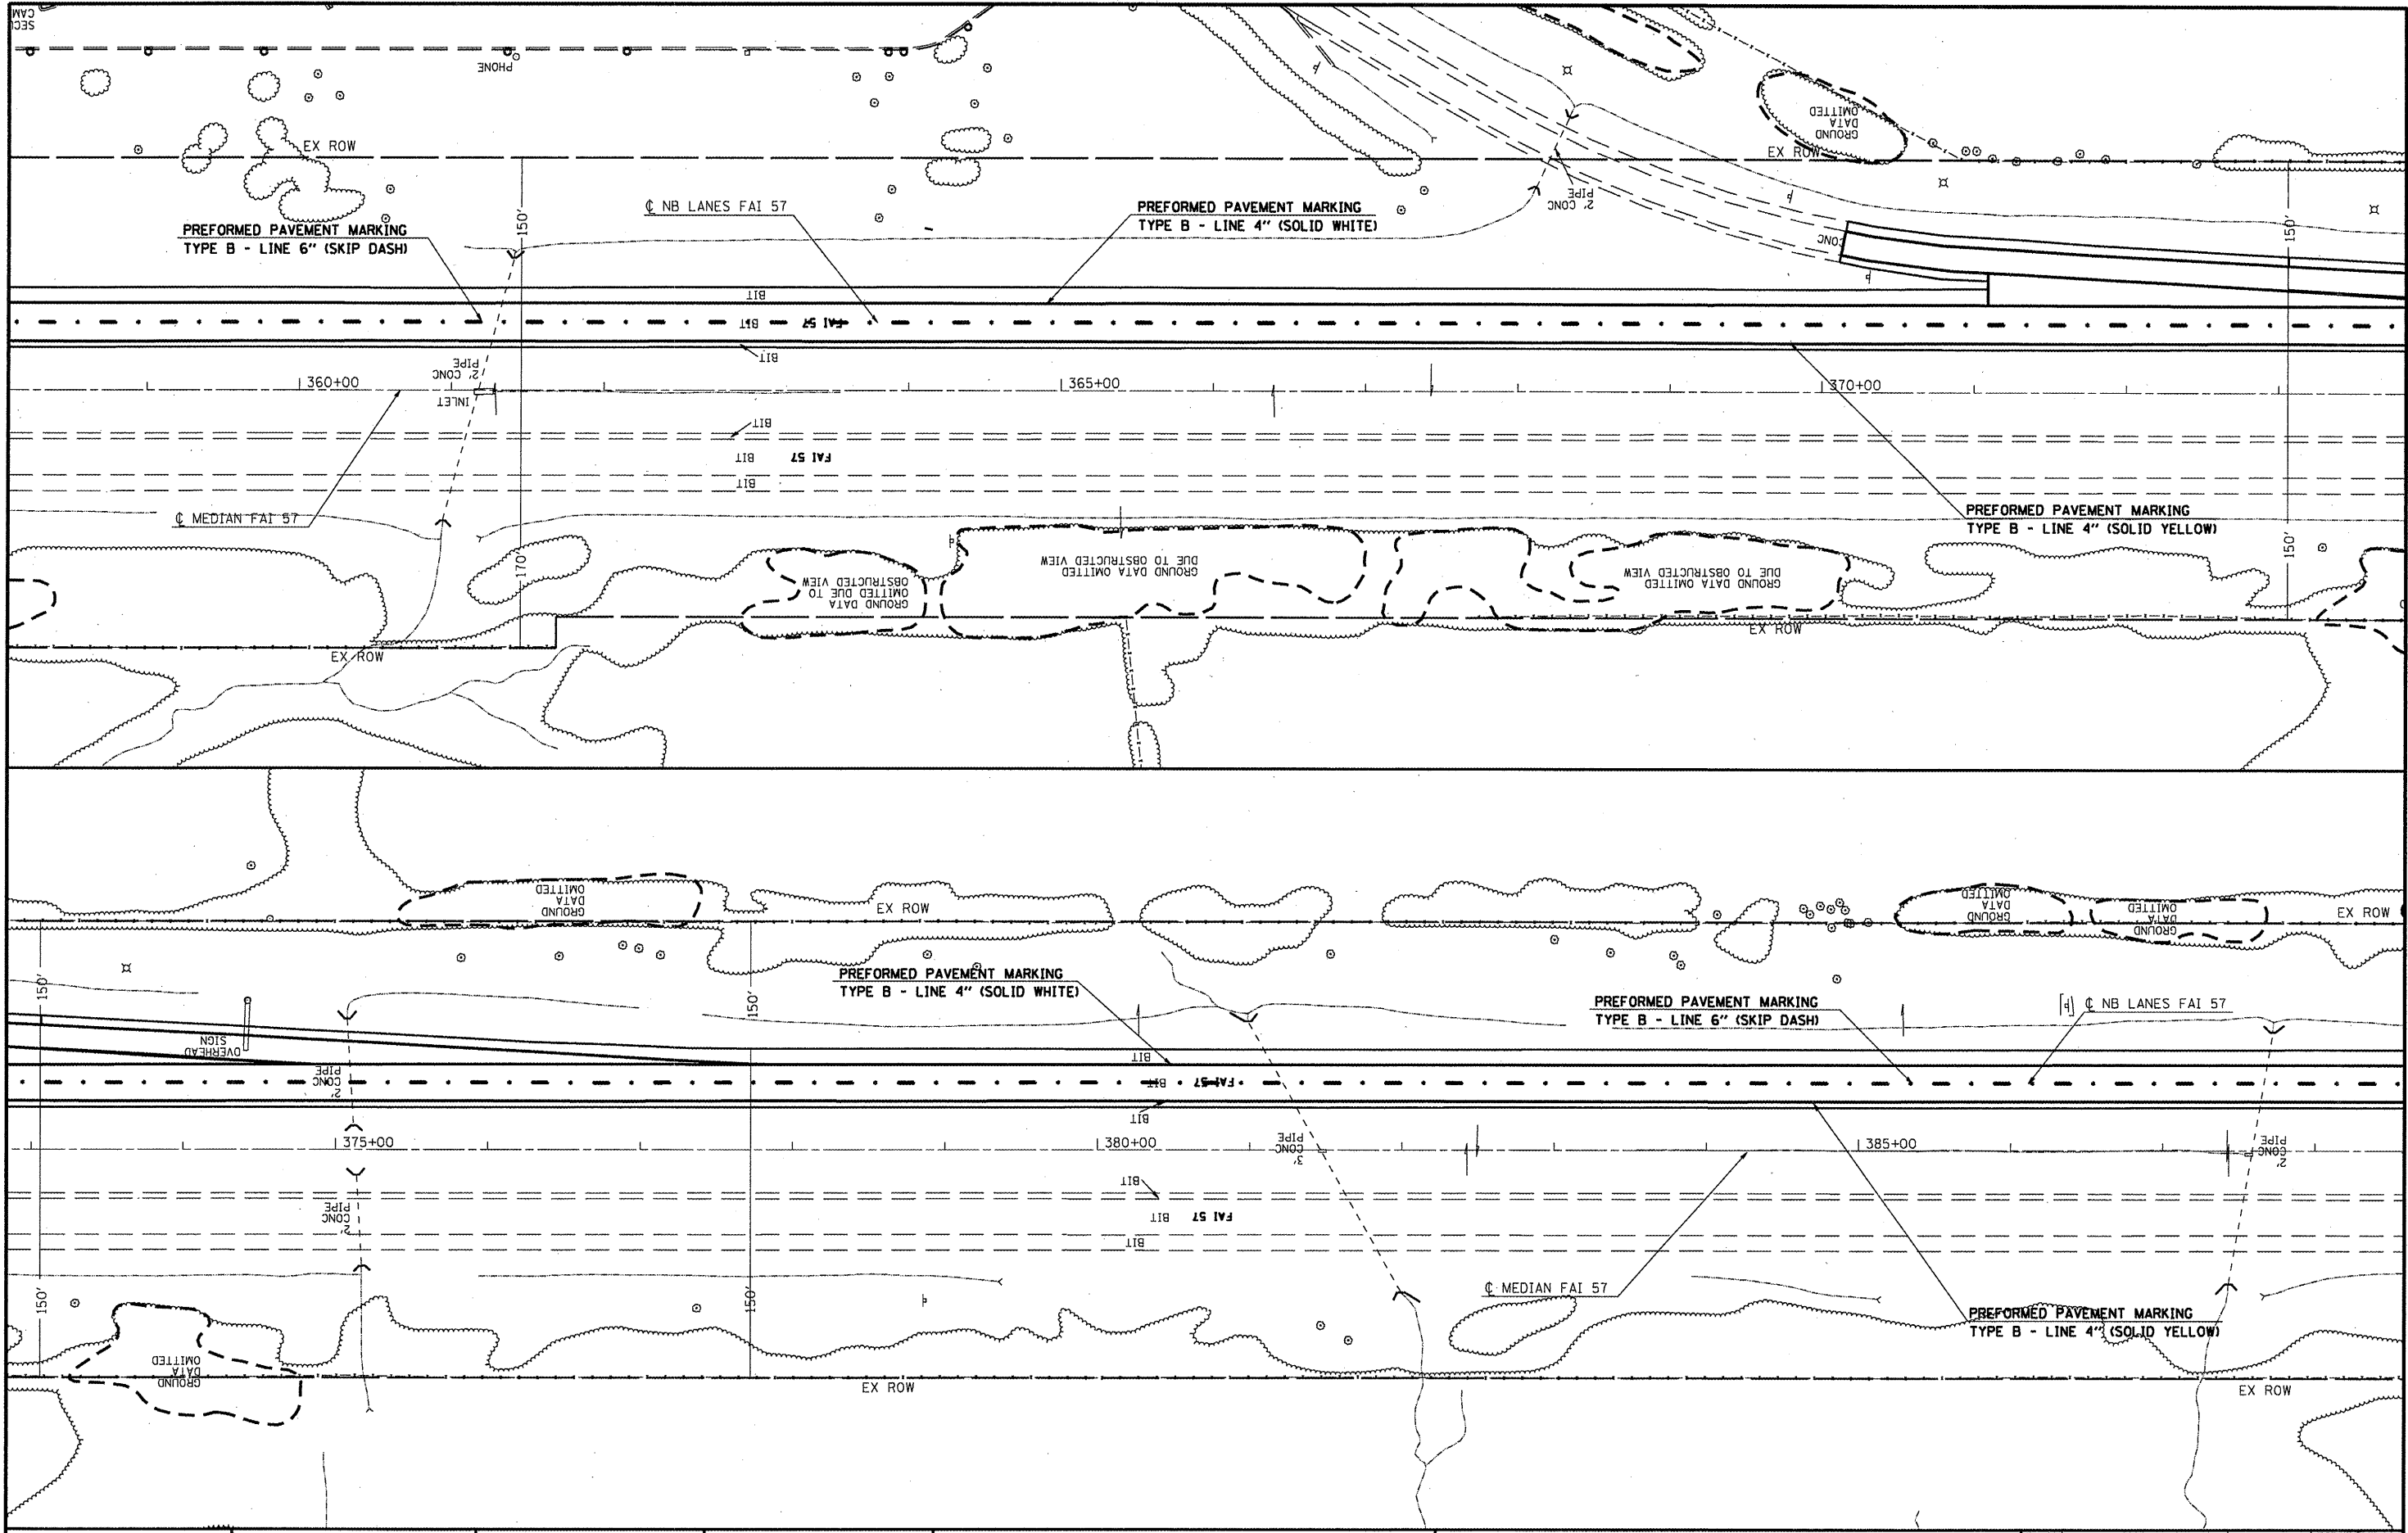 SEC
CAM
PHONE
EX ROW
GROUND
DATA
OMITTED
EX ROW
2' CONC
PIPE
150'
150'
PREFORMED PAVEMENT MARKING
TYPE B - LINE 6" (SKIP DASH)
℄ NB LANES FAI 57
PREFORMED PAVEMENT MARKING
TYPE B - LINE 4" (SOLID WHITE)
CONC
BIT
BIT
FAI 57
BIT
2' CONC
PIPE
360+00
365+00
370+00
INLET
BIT
BIT
FAI 57
BIT
℄ MEDIAN FAI 57
PREFORMED PAVEMENT MARKING
TYPE B - LINE 4" (SOLID YELLOW)
170'
150'
GROUND DATA
OMITTED DUE TO
OBSTRUCTED VIEW
GROUND DATA OMITTED
DUE TO OBSTRUCTED VIEW
GROUND DATA OMITTED
DUE TO OBSTRUCTED VIEW
EX ROW
EX ROW
GROUND
DATA
OMITTED
EX ROW
GROUND
DATA
OMITTED
GROUND
DATA
OMITTED
EX ROW
150'
150'
PREFORMED PAVEMENT MARKING
TYPE B - LINE 4" (SOLID WHITE)
PREFORMED PAVEMENT MARKING
TYPE B - LINE 6" (SKIP DASH)
℄ NB LANES FAI 57
OVERHEAD
SIGN
BIT
2'
CONC
PIPE
BIT
FAI 57
BIT
375+00
380+00
3'
CONC
PIPE
385+00
2'
CONC
PIPE
BIT
2'
CONC
PIPE
BIT
FAI 57
BIT
150'
150'
℄ MEDIAN FAI 57
PREFORMED PAVEMENT MARKING
TYPE B - LINE 4" (SOLID YELLOW)
GROUND
DATA
OMITTED
EX ROW
EX ROW